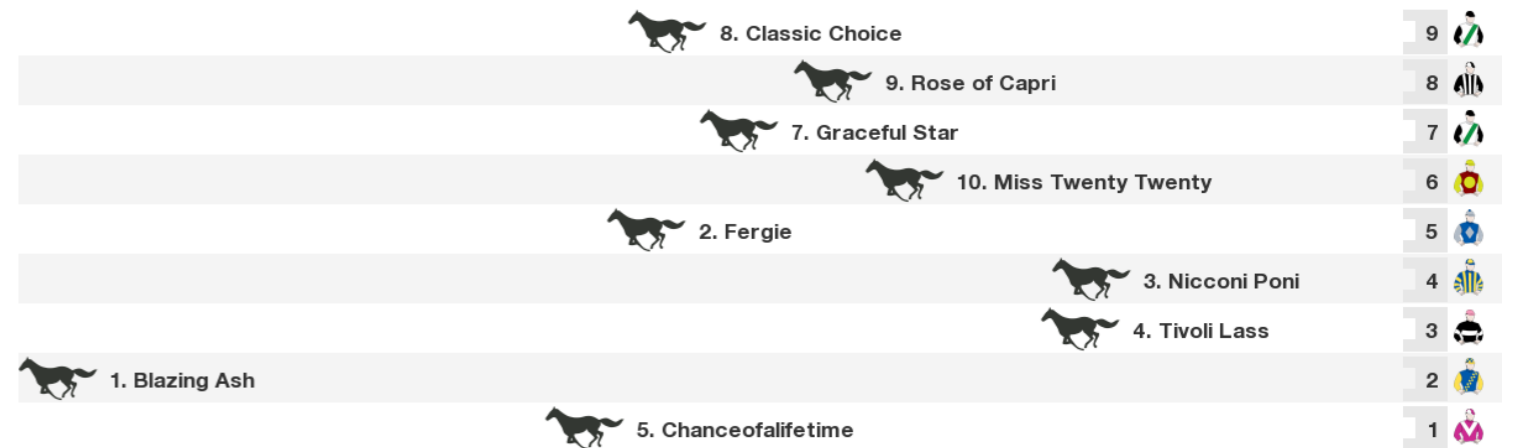 8. Classic Choice 9
9. Rose of Capri 8
7. Graceful Star 7
10. Miss Twenty Twenty 6
2. Fergie 5
3. Nicconi Poni 4
4. Tivoli Lass 3
1. Blazing Ash 2
5. Chanceofalifetime 1